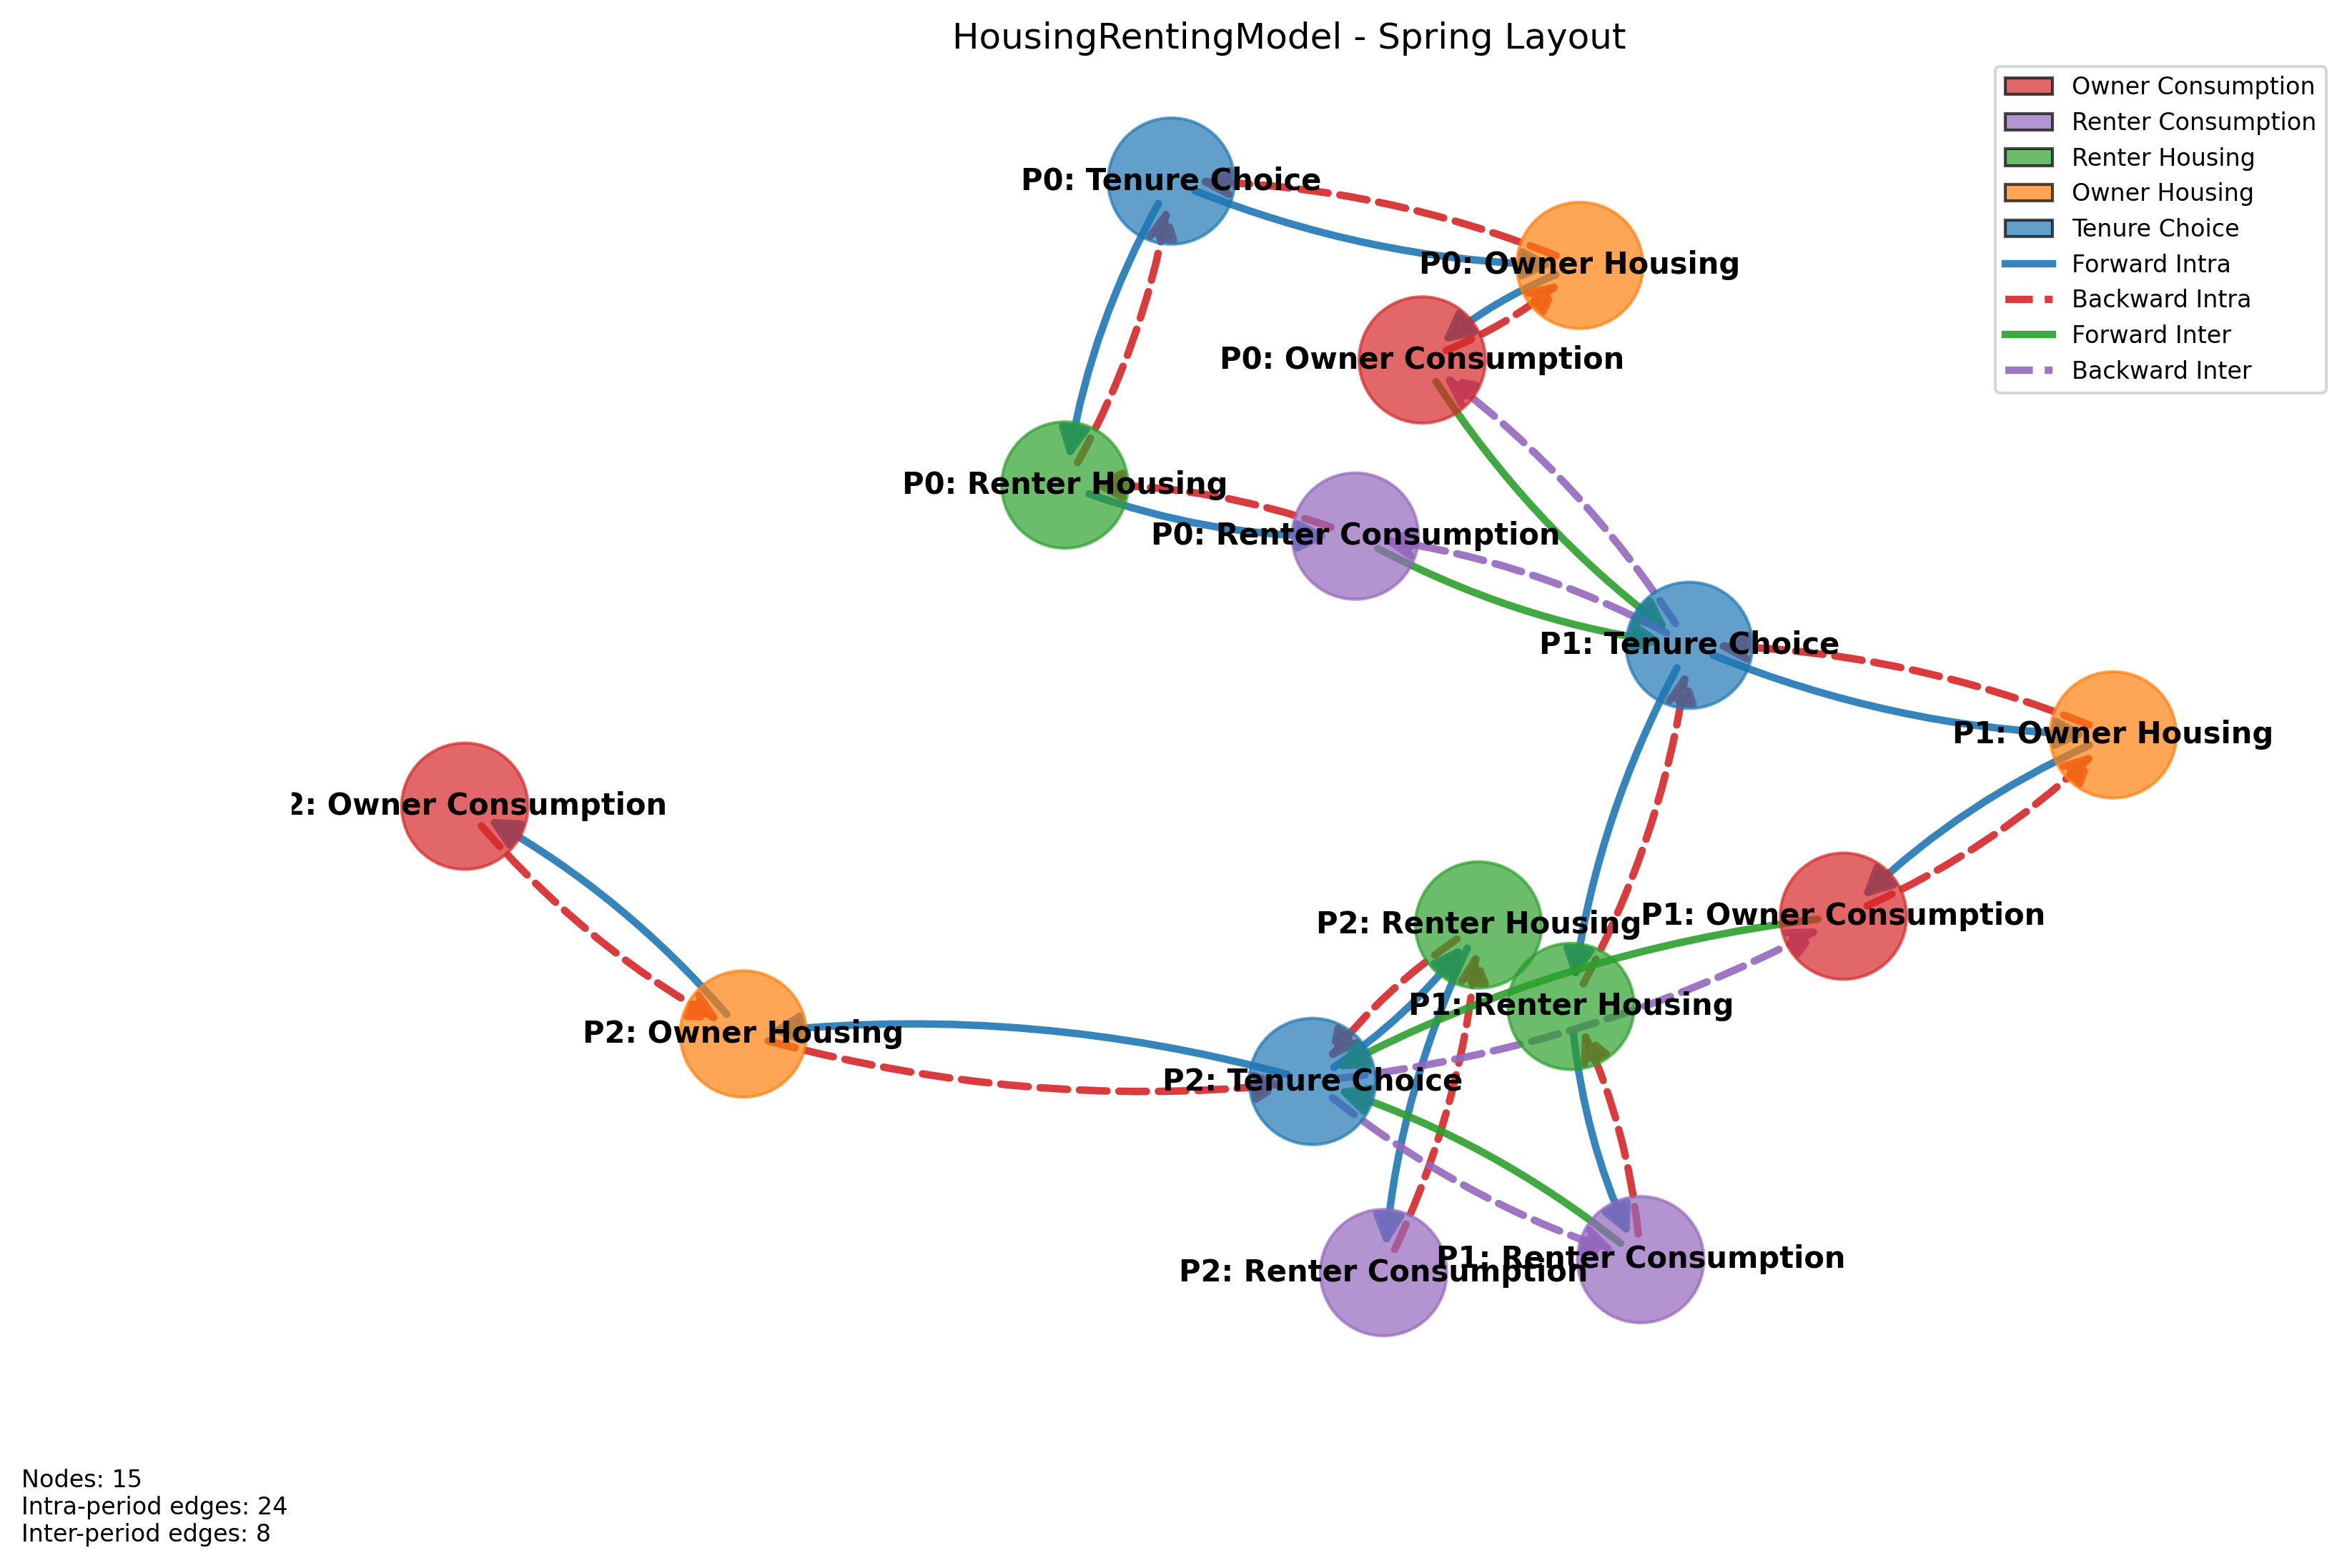 HousingRentingModel - Spring Layout
Owner Consumption
Renter Consumption
Renter Housing
Owner Housing
Tenure Choice
Forward Intra
Backward Intra
Forward Inter
Backward Inter
P0: Tenure Choice
P0: Owner Housing
P0: Owner Consumption
P0: Renter Housing
P0: Renter Consumption
P1: Tenure Choice
P1: Owner Housing
2: Owner Consumption
P2: Renter Housing
P1: Owner Consumption
P1: Renter Housing
P2: Owner Housing
P2: Tenure Choice
P1: Renter Consumption
P2: Renter Consumption
Nodes: 15
Intra-period edges: 24
Inter-period edges: 8